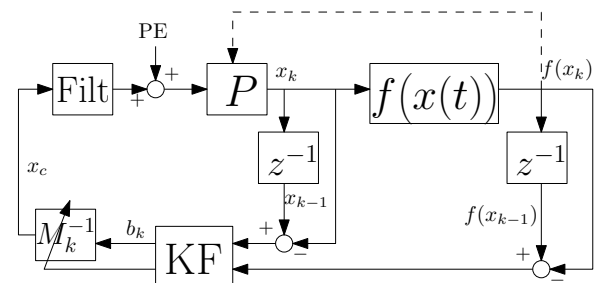 PE
Filt
+
+
P
x_k
f(x(t))
f(x_k)
z^{-1}
z^{-1}
x_c
x_{k-1}
f(x_{k-1})
M_k^{-1}
b_k
KF
+
−
+
−